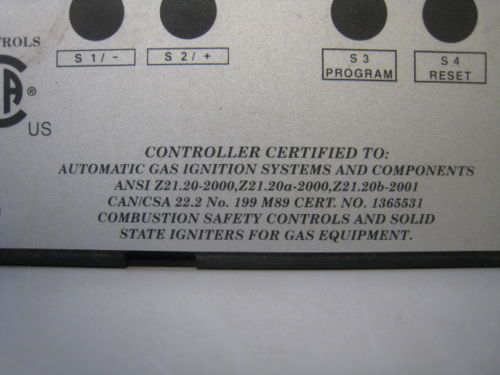 TROLS
S 1 / -
S 2 / +
S 3
PROGRAM
S 4
RESET
®
US
CONTROLLER CERTIFIED TO:
AUTOMATIC GAS IGNITION SYSTEMS AND COMPONENTS
ANSI Z21.20-2000,Z21.20a-2000,Z21.20b-2001
CAN/CSA 22.2 No. 199 M89 CERT. NO. 1365531
COMBUSTION SAFETY CONTROLS AND SOLID
STATE IGNITERS FOR GAS EQUIPMENT.